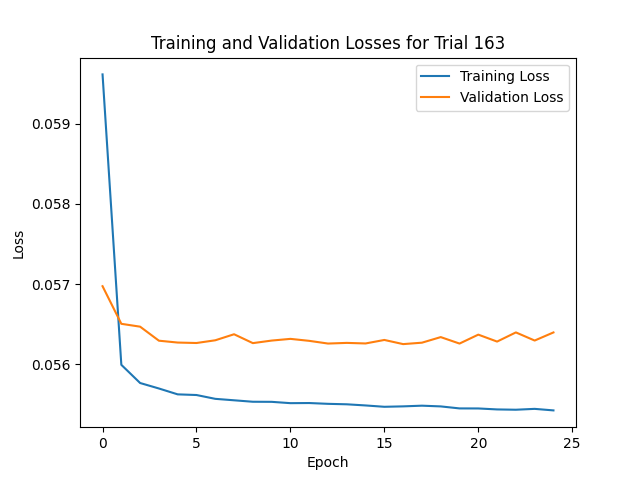 Training and Validation Losses for Trial 163
Training Loss
Validation Loss
0.059
0.058
0.057
0.056
Loss
0
5
10
15
20
25
Epoch